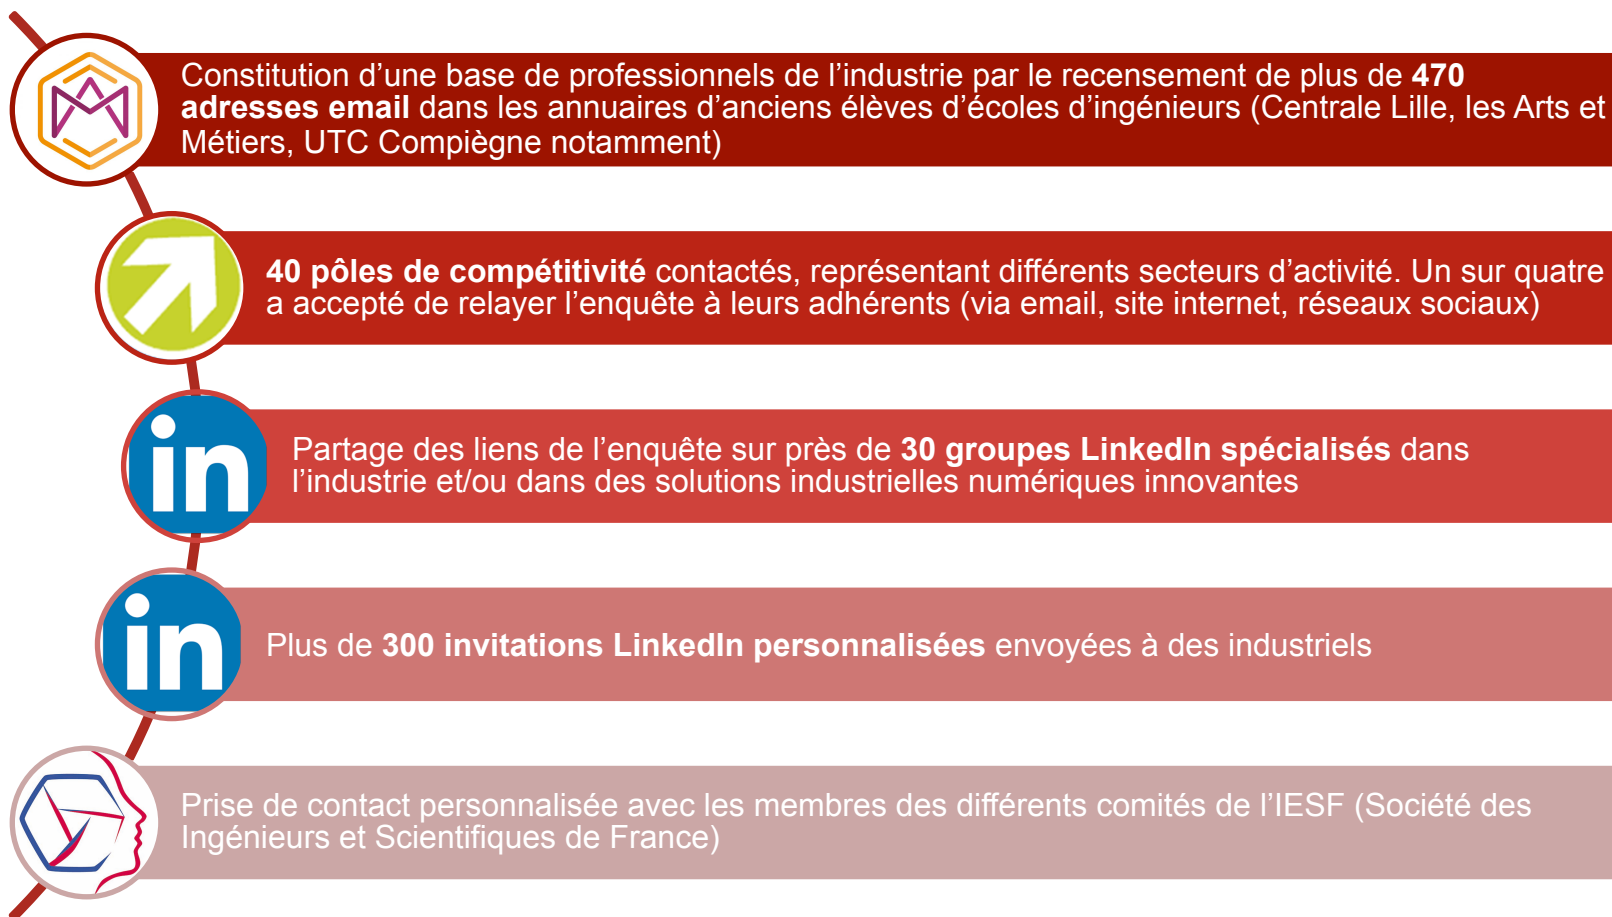 Constitution d’une base de professionnels de l’industrie par le recensement de plus de 470
adresses email dans les annuaires d’anciens élèves d’écoles d’ingénieurs (Centrale Lille, les Arts et
Métiers, UTC Compiègne notamment)
40 pôles de compétitivité contactés, représentant différents secteurs d’activité. Un sur quatre
a accepté de relayer l’enquête à leurs adhérents (via email, site internet, réseaux sociaux)
in
Partage des liens de l’enquête sur près de 30 groupes LinkedIn spécialisés dans
l’industrie et/ou dans des solutions industrielles numériques innovantes
in
Plus de 300 invitations LinkedIn personnalisées envoyées à des industriels
Prise de contact personnalisée avec les membres des différents comités de l’IESF (Société des
Ingénieurs et Scientifiques de France)